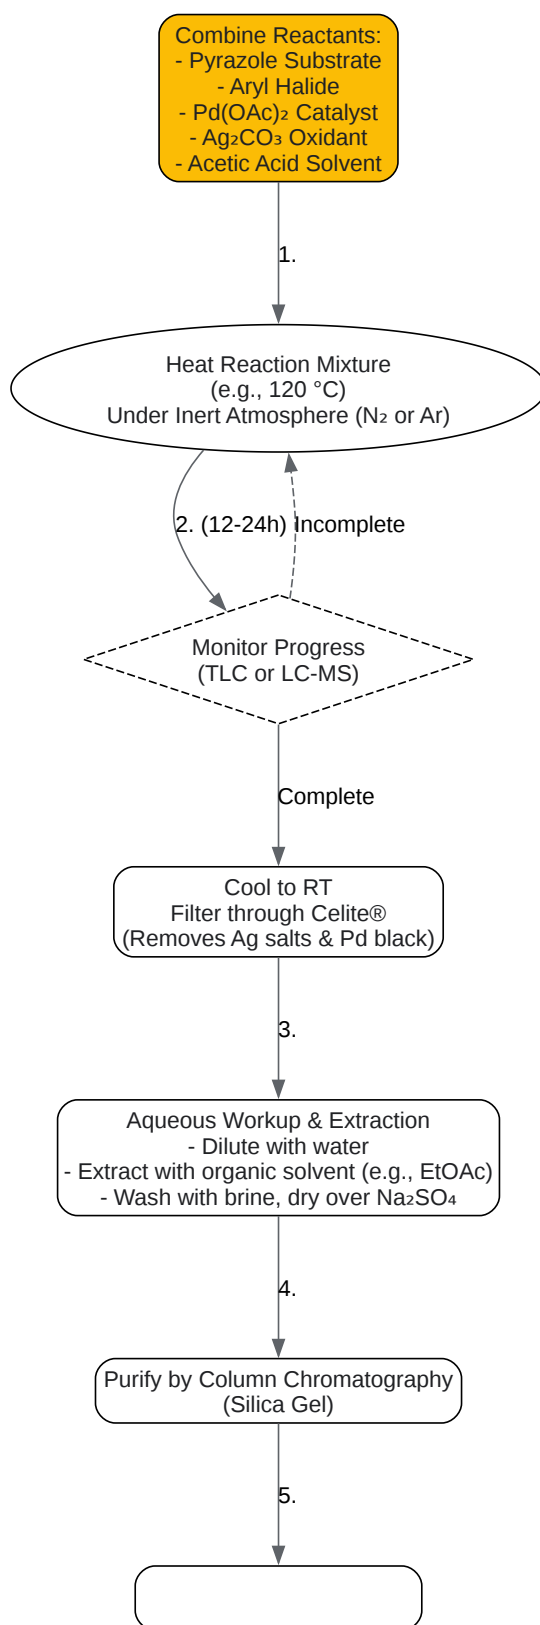 Combine Reactants:
- Pyrazole Substrate
- Aryl Halide
- Pd(OAc)₂ Catalyst
- Ag₂CO₃ Oxidant
- Acetic Acid Solvent
1.
Heat Reaction Mixture
(e.g., 120 °C)
Under Inert Atmosphere (N₂ or Ar)
2. (12-24h)
Incomplete
Monitor Progress
(TLC or LC-MS)
Complete
Cool to RT
Filter through Celite®
(Removes Ag salts & Pd black)
3.
Aqueous Workup & Extraction
- Dilute with water
- Extract with organic solvent (e.g., EtOAc)
- Wash with brine, dry over Na₂SO₄
4.
Purify by Column Chromatography
(Silica Gel)
5.